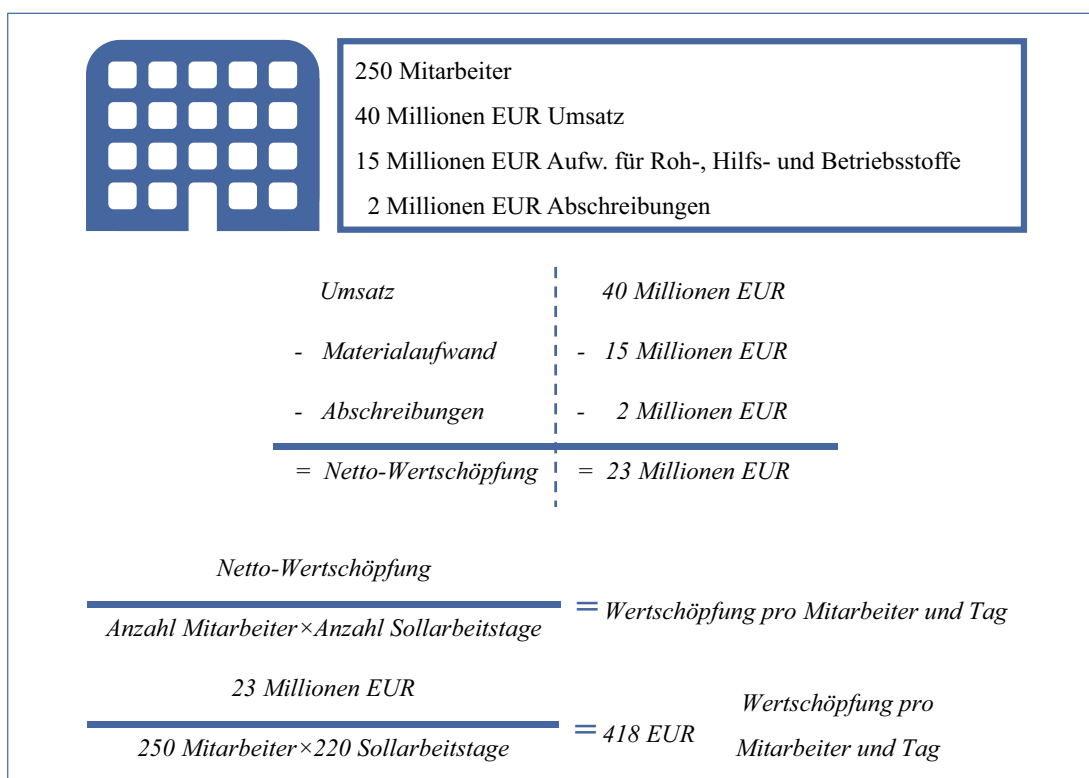 250 Mitarbeiter
40 Millionen EUR Umsatz
15 Millionen EUR Aufw. für Roh-, Hilfs- und Betriebsstoffe
2 Millionen EUR Abschreibungen
Umsatz 40 Millionen EUR
- Materialaufwand - 15 Millionen EUR
- Abschreibungen - 2 Millionen EUR
= Netto-Wertschöpfung = 23 Millionen EUR
Netto-Wertschöpfung
= Wertschöpfung pro Mitarbeiter und Tag
Anzahl Mitarbeiter×Anzahl Sollarbeitstage
23 Millionen EUR
= 418 EUR
250 Mitarbeiter×220 Sollarbeitstage
Wertschöpfung pro
Mitarbeiter und Tag